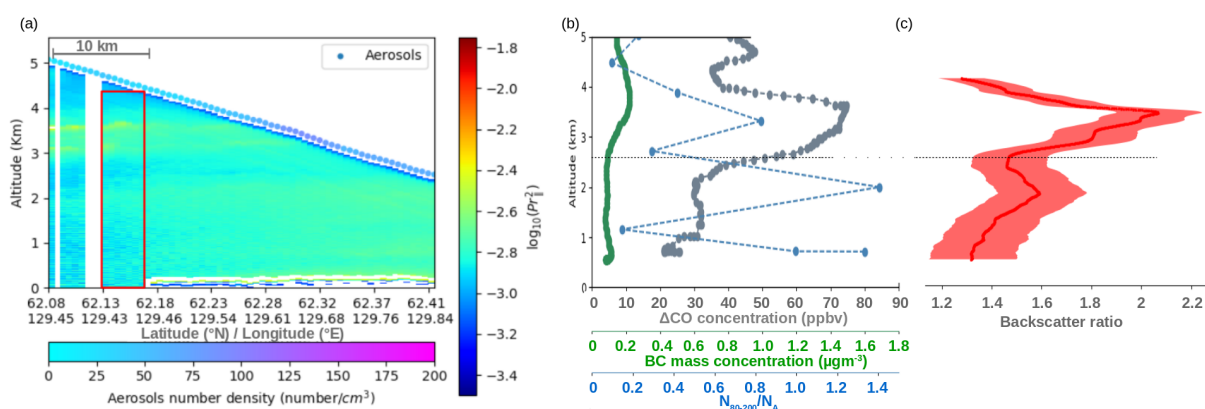 (a)
10 km
Aerosols
5
4
3
2
1
0
Altitude (Km)
62.08 62.13 62.18 62.23 62.28 62.32 62.37 62.41
129.45 129.43 129.46 129.54 129.61 129.68 129.76 129.84
Latitude (°N) / Longitude (°E)
0 25 50 75 100 125 150 175 200
Aerosols number density (number/cm³)
−1.8
−2.0
−2.2
−2.4
−2.6
−2.8
−3.0
−3.2
−3.4
log₁₀(Pr²∥)
(b)
5
4
3
2
1
0
Altitude (km)
0 10 20 30 40 50 60 70 80 90
ΔCO concentration (ppbv)
0 0.2 0.4 0.6 0.8 1.0 1.2 1.4 1.6 1.8
BC mass concentration (µgm⁻³)
0 0.2 0.4 0.6 0.8 1.0 1.2 1.4
N₈₀₋₂₀₀/N_A
(c)
1.2 1.4 1.6 1.8 2 2.2
Backscatter ratio